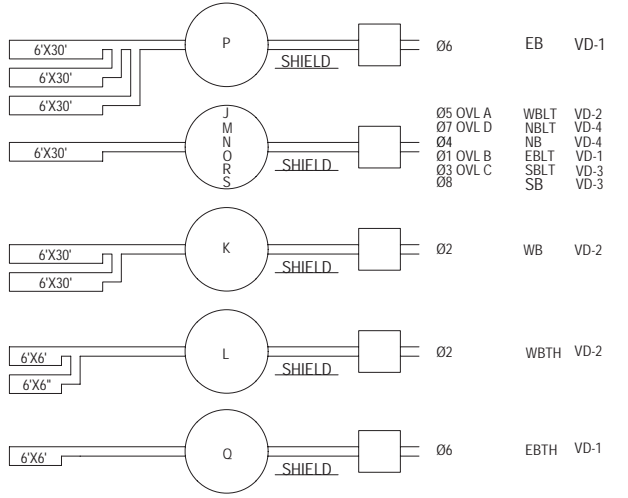 6'X30' P Ø6 EB VD-1
6'X30' SHIELD
6'X30'
J Ø5 OVL A WBLT VD-2
M Ø7 OVL D NBLT VD-4
6'X30' N Ø4 NB VD-4
O Ø1 OVL B EBLT VD-1
R SHIELD Ø3 OVL C SBLT VD-3
S Ø8 SB VD-3
6'X30' K Ø2 WB VD-2
6'X30' SHIELD
6'X6' L Ø2 WBTH VD-2
6'X6" SHIELD
6'X6' Q Ø6 EBTH VD-1
SHIELD